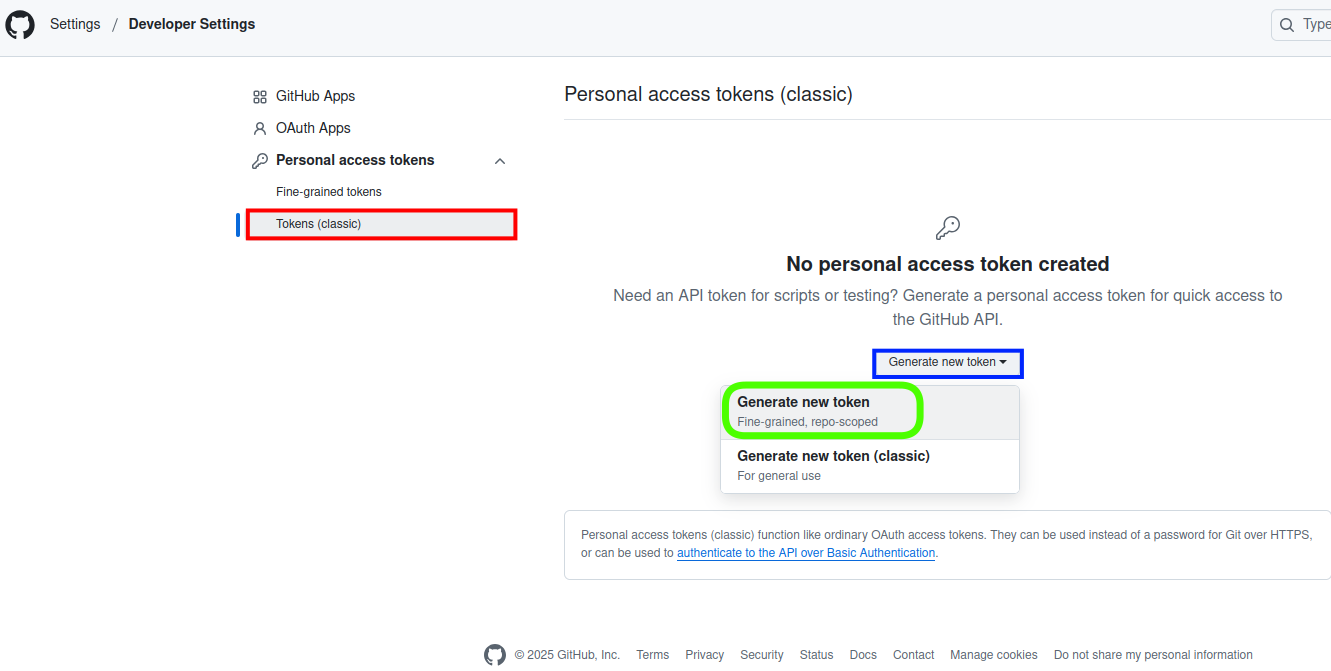 Settings / Developer Settings
Type
GitHub Apps
OAuth Apps
Personal access tokens
Fine-grained tokens
Tokens (classic)
Personal access tokens (classic)
No personal access token created
Need an API token for scripts or testing? Generate a personal access token for quick access to
the GitHub API.
Generate new token
Generate new token
Fine-grained, repo-scoped
Generate new token (classic)
For general use
Personal access tokens (classic) function like ordinary OAuth access tokens. They can be used instead of a password for Git over HTTPS,
or can be used to authenticate to the API over Basic Authentication.
© 2025 GitHub, Inc. Terms Privacy Security Status Docs Contact Manage cookies Do not share my personal information